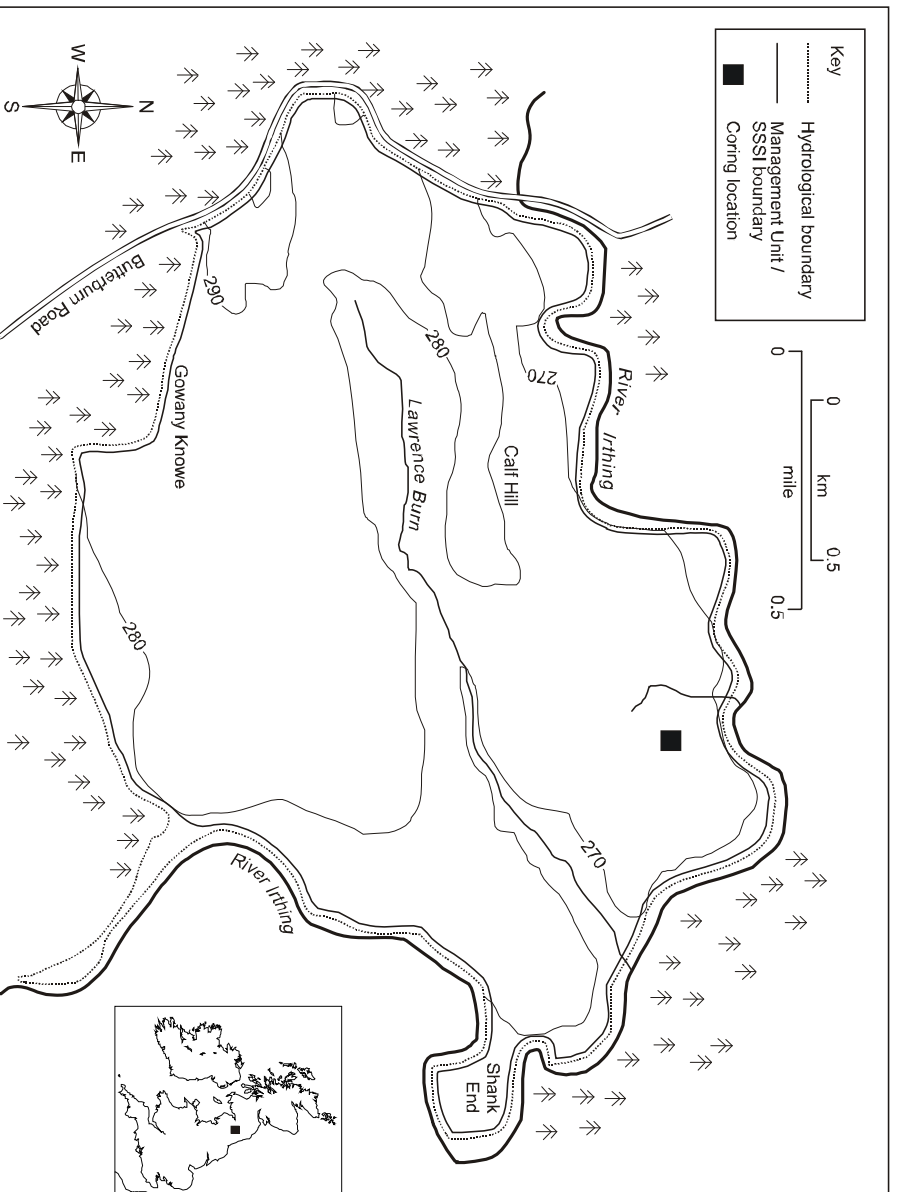 Key
Hydrological boundary
Management Unit /
SSSI boundary
Coring location
0
0.5
km
0
0.5
mile
W
N
S
E
River Irthing
270
280
Calf Hill
Lawrence Burn
290
Butterburn Road
Gowany Knowe
280
270
River Irthing
Shank
End